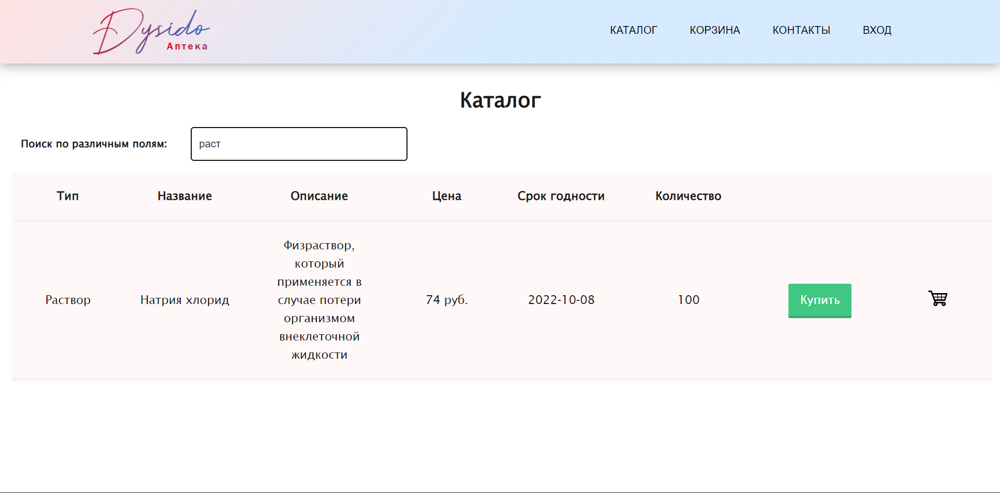 Dysido
Аптека
КАТАЛОГ КОРЗИНА КОНТАКТЫ ВХОД
Каталог
Поиск по различным полям: раст
Тип Название Описание Цена Срок годности Количество
Раствор Натрия хлорид Физраствор,
который
применяется в
случае потери
организмом
внеклеточной
жидкости
74 руб. 2022-10-08 100 Купить